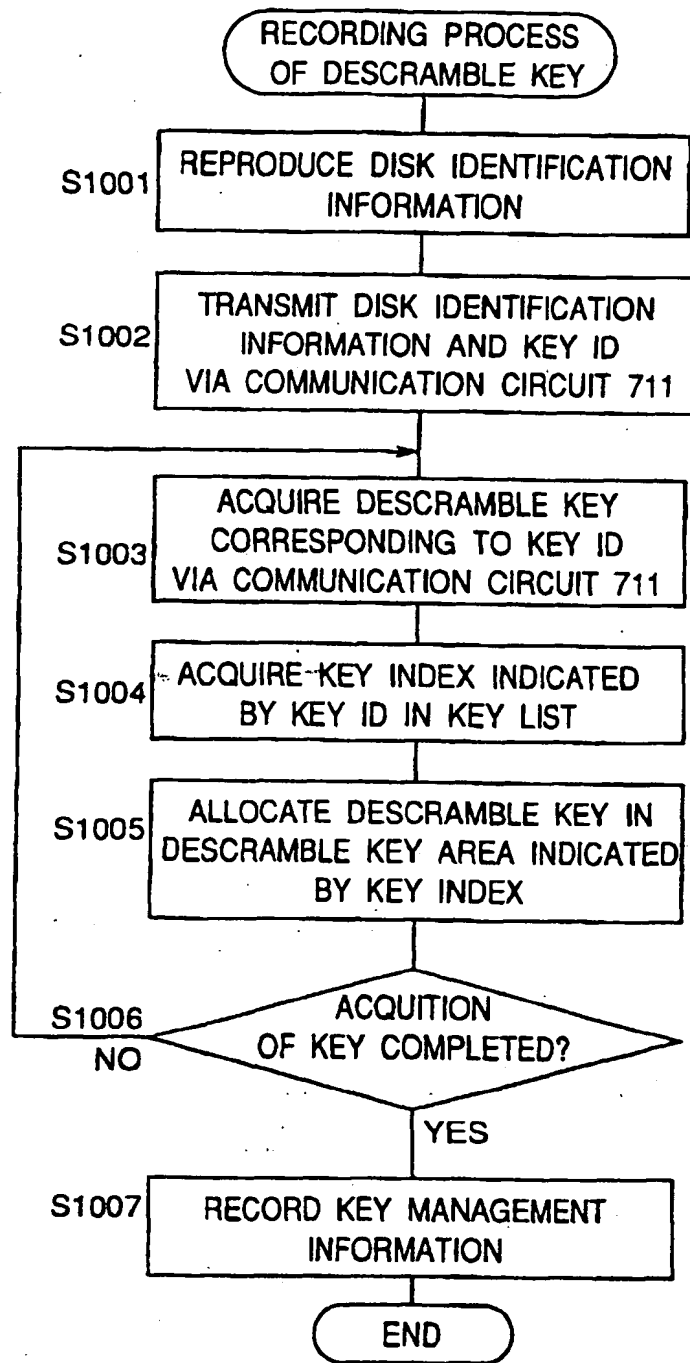 RECORDING PROCESS
OF DESCRAMBLE KEY
S1001
REPRODUCE DISK IDENTIFICATION
INFORMATION
S1002
TRANSMIT DISK IDENTIFICATION
INFORMATION AND KEY ID
VIA COMMUNICATION CIRCUIT 711
S1003
ACQUIRE DESCRAMBLE KEY
CORRESPONDING TO KEY ID
VIA COMMUNICATION CIRCUIT 711
S1004
ACQUIRE KEY INDEX INDICATED
BY KEY ID IN KEY LIST
S1005
ALLOCATE DESCRAMBLE KEY IN
DESCRAMBLE KEY AREA INDICATED
BY KEY INDEX
S1006
NO
ACQUITION
OF KEY COMPLETED?
YES
S1007
RECORD KEY MANAGEMENT
INFORMATION
END